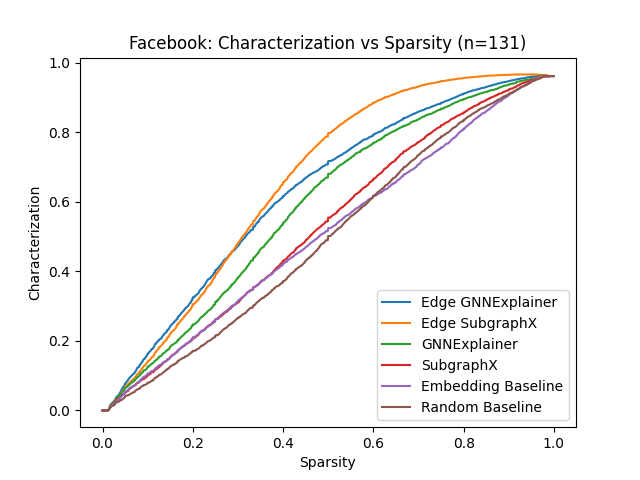 Facebook: Characterization vs Sparsity (n=131)
Characterization
1.0
0.8
0.6
0.4
0.2
0.0
Edge GNNExplainer
Edge SubgraphX
GNNExplainer
SubgraphX
Embedding Baseline
Random Baseline
0.0 0.2 0.4 0.6 0.8 1.0
Sparsity